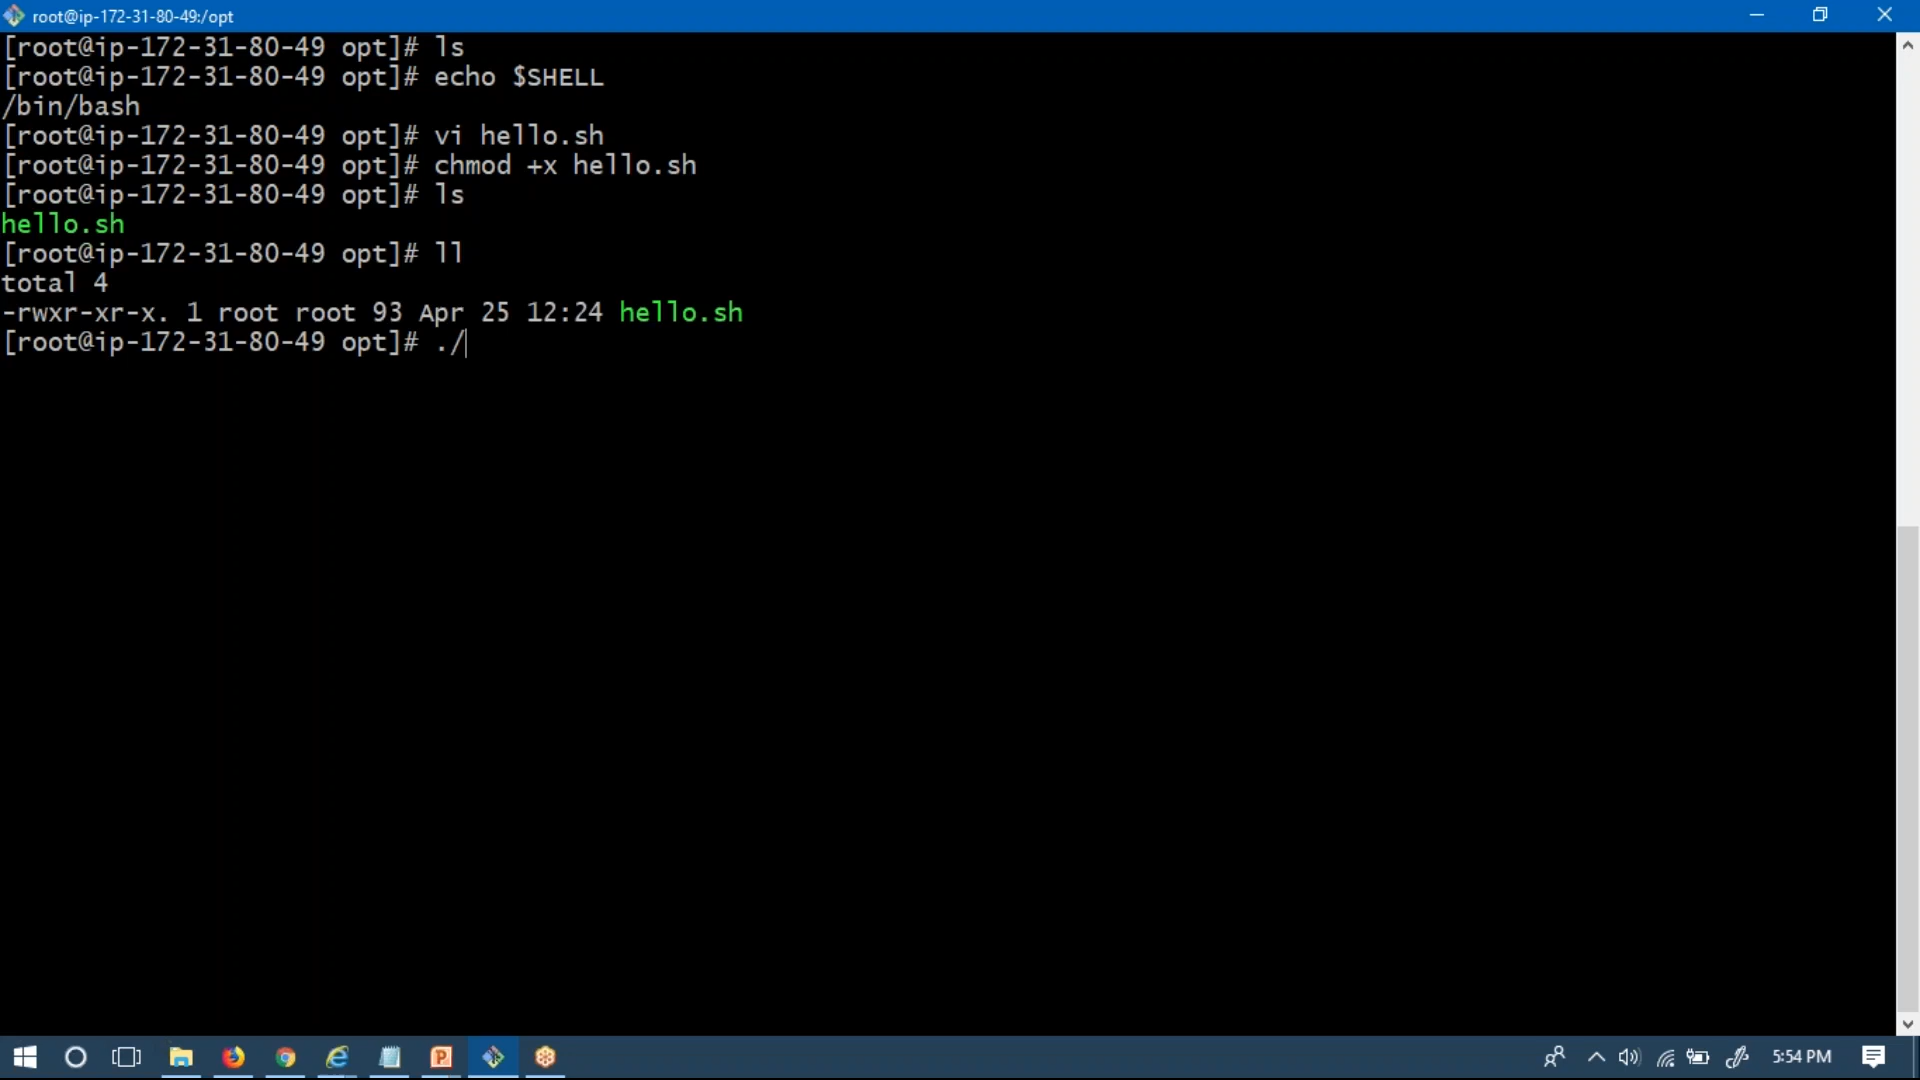 root@ip-172-31-80-49:/opt
[root@ip-172-31-80-49 opt]# ls
[root@ip-172-31-80-49 opt]# echo $SHELL
/bin/bash
[root@ip-172-31-80-49 opt]# vi hello.sh
[root@ip-172-31-80-49 opt]# chmod +x hello.sh
[root@ip-172-31-80-49 opt]# ls
hello.sh
[root@ip-172-31-80-49 opt]# ll
total 4
-rwxr-xr-x. 1 root root 93 Apr 25 12:24 hello.sh
[root@ip-172-31-80-49 opt]# ./
5:54 PM